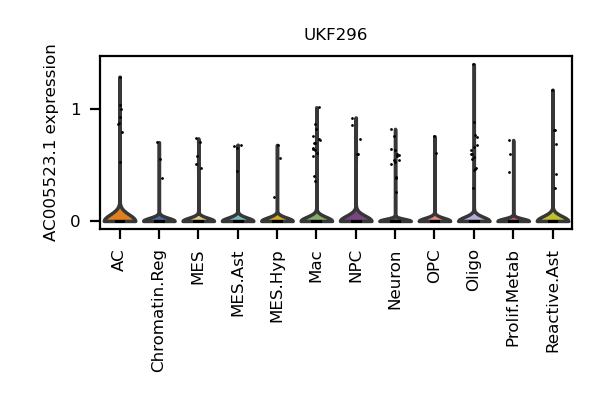 UKF296
AC005523.1 expression
1
0
AC
Chromatin.Reg
MES
MES.Ast
MES.Hyp
Mac
NPC
Neuron
OPC
Oligo
Prolif.Metab
Reactive.Ast